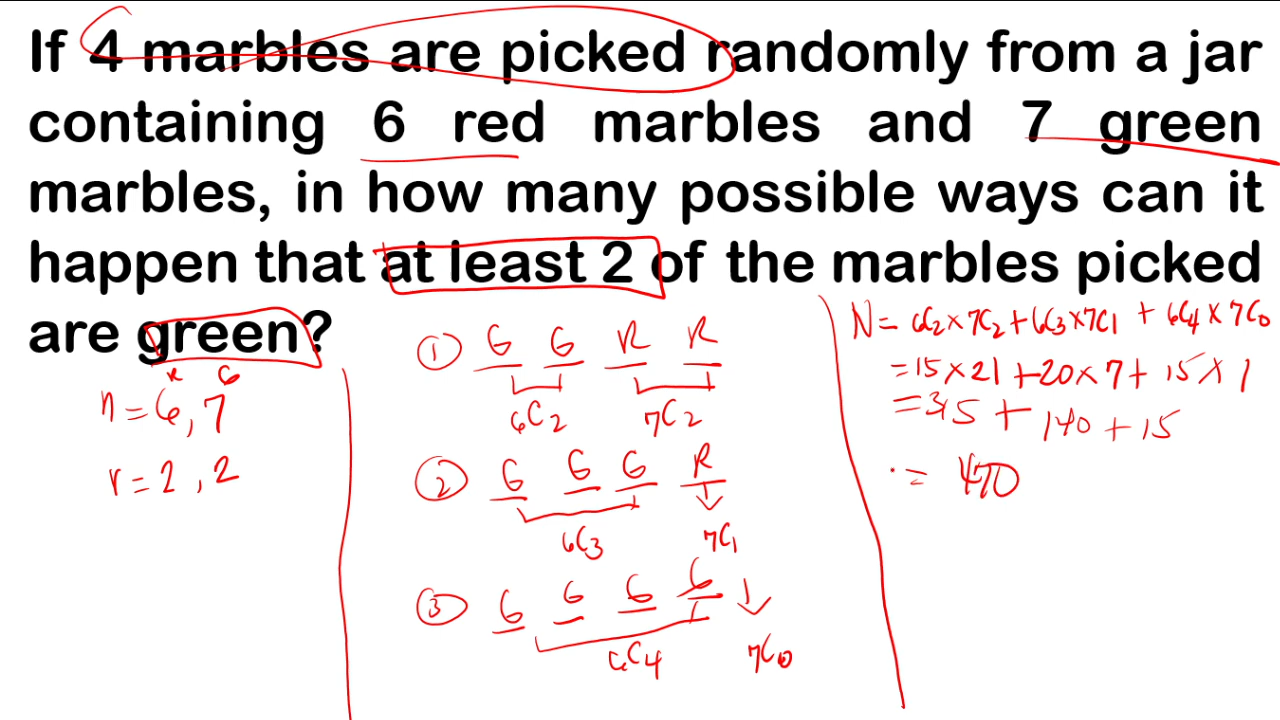 If 4 marbles are picked randomly from a jar
containing 6 red marbles and 7 green
marbles, in how many possible ways can it
happen that at least 2 of the marbles picked
are green?
R G
n = 6, 7
r = 2, 2
① G G R R
6C2 7C2
② G G G R
6C3 7C1
③ G G G G
6C4 7C0
N = 6C2 × 7C2 + 6C3 × 7C1 + 6C4 × 7C0
= 15 × 21 + 20 × 7 + 15 × 1
= 315 + 140 + 15
= 470